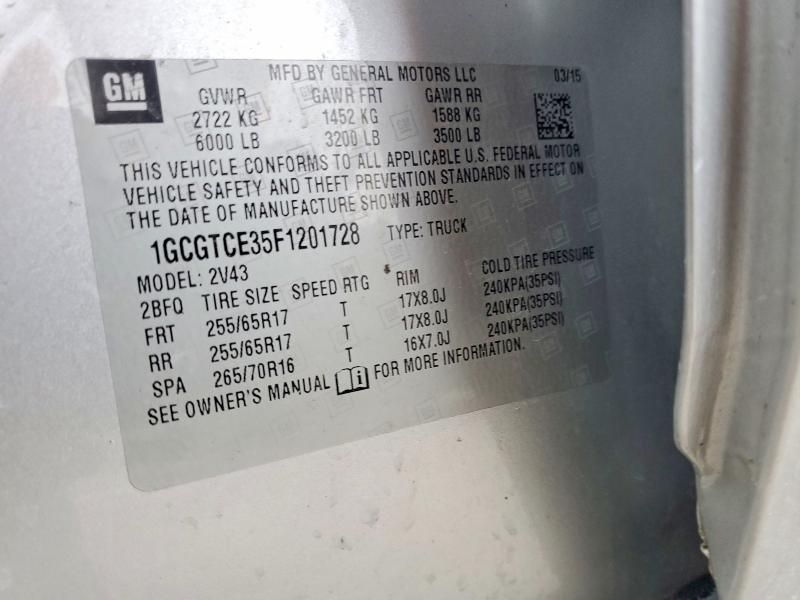 GM
MFD BY GENERAL MOTORS LLC 03/15
GVWR GAWR FRT GAWR RR
2722 KG 1452 KG 1588 KG
6000 LB 3200 LB 3500 LB
THIS VEHICLE CONFORMS TO ALL APPLICABLE U.S. FEDERAL MOTOR
VEHICLE SAFETY AND THEFT PREVENTION STANDARDS IN EFFECT ON
THE DATE OF MANUFACTURE SHOWN ABOVE.
1GCGTCE35F1201728 TYPE: TRUCK
MODEL: 2V43
2BFQ TIRE SIZE SPEED RTG RIM COLD TIRE PRESSURE
FRT 255/65R17 T 17X8.0J 240KPA(35PSI)
RR 255/65R17 T 17X8.0J 240KPA(35PSI)
SPA 265/70R16 T 16X7.0J 240KPA(35PSI)
SEE OWNER'S MANUAL FOR MORE INFORMATION.